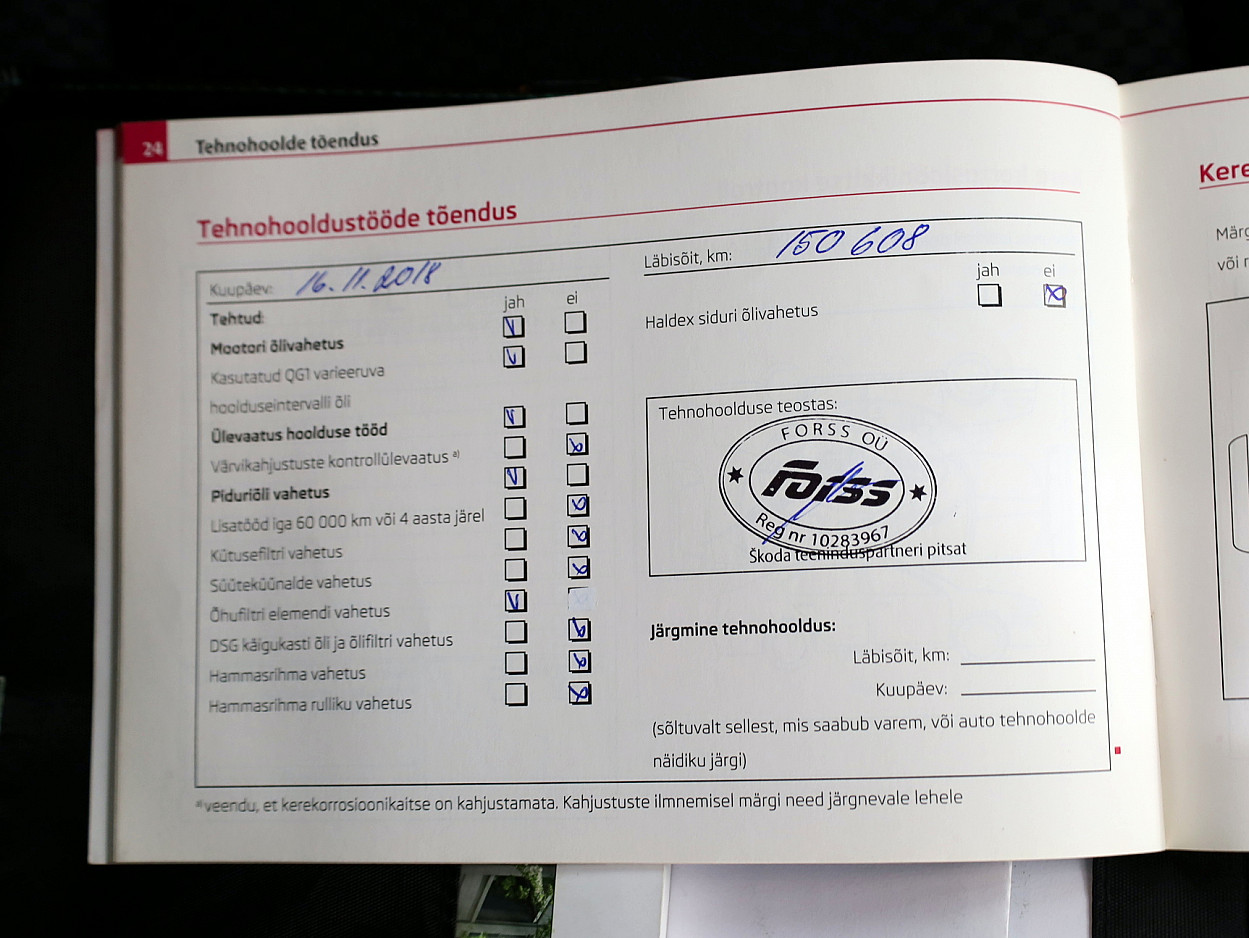 24 Tehnohoolde tõendus
Tehnohooldustööde tõendus
Kuupäev: 16.11.2018
jah ei
Tehtud:
Mootori õlivahetus
Kasutatud QG1 varieeruva
hoolduseintervalli õli
Ülevaatus hoolduse tööd
Värvikahjustuste kontrollülevaatus a)
Piduriõli vahetus
Lisatööd iga 60 000 km või 4 aasta järel
Kütusefiltri vahetus
Süüteküünalde vahetus
Õhufiltri elemendi vahetus
DSG käigukasti õli ja õlifiltri vahetus
Hammasrihma vahetus
Hammasrihma rulliku vahetus
Läbisõit, km: 150 608
jah ei
Haldex siduri õlivahetus
Tehnohoolduse teostas:
FORSS OÜ
Forss
Reg nr 10283967
Škoda teeninduspartneri pitsat
Järgmine tehnohooldus:
Läbisõit, km:
Kuupäev:
(sõltuvalt sellest, mis saabub varem, või auto tehnohoolde
näidiku järgi)
a) veendu, et kerekorrosioonikaitse on kahjustamata. Kahjustuste ilmnemisel märgi need järgnevale lehele
Kere
Märg
või r